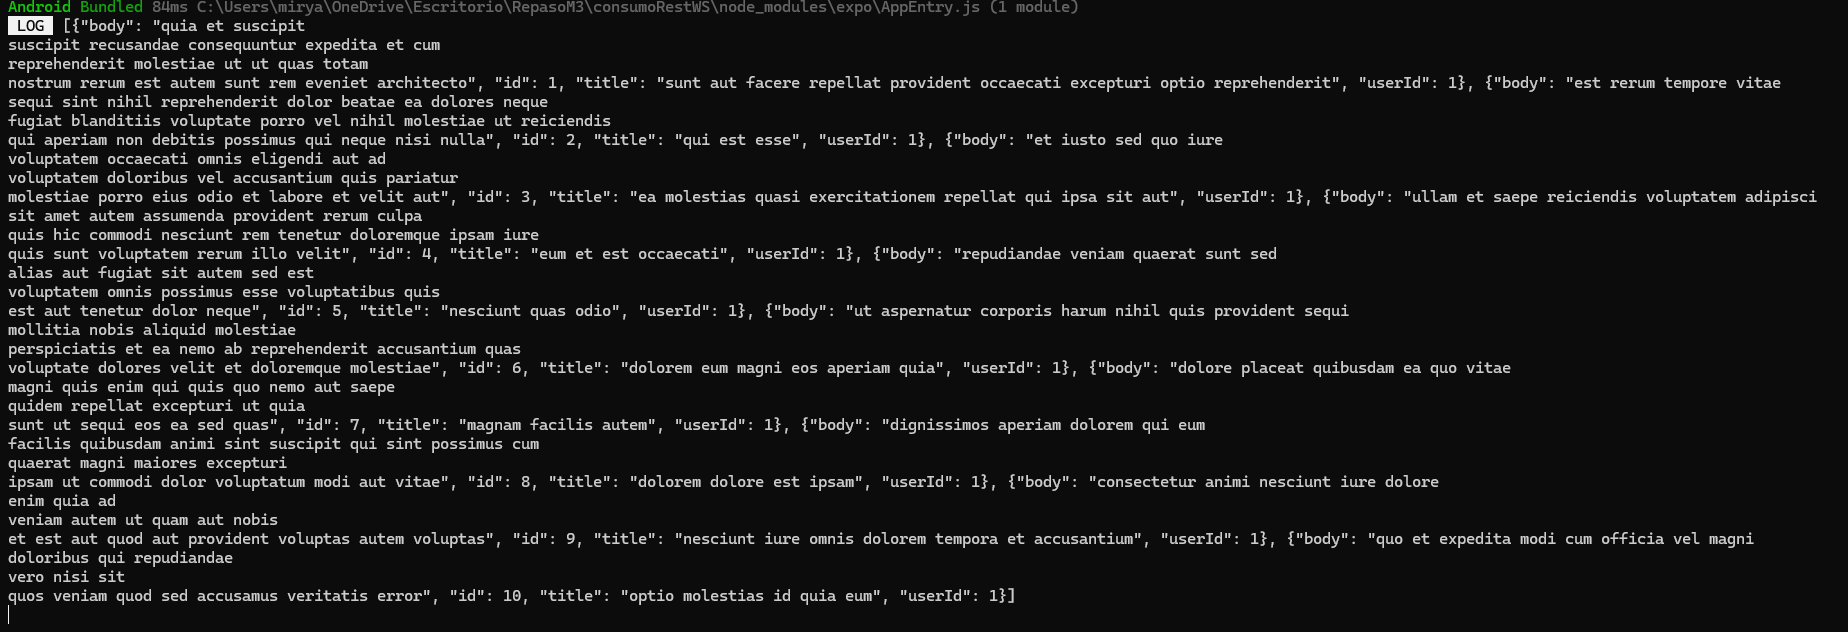 Android Bundled 84ms C:\Users\mirya\OneDrive\Escritorio\RepasoM3\consumoRestWS\node_modules\expo\AppEntry.js (1 module)
LOG [{"body": "quia et suscipit
suscipit recusandae consequuntur expedita et cum
reprehenderit molestiae ut ut quas totam
nostrum rerum est autem sunt rem eveniet architecto", "id": 1, "title": "sunt aut facere repellat provident occaecati excepturi optio reprehenderit", "userId": 1}, {"body": "est rerum tempore vitae
sequi sint nihil reprehenderit dolor beatae ea dolores neque
fugiat blanditiis voluptate porro vel nihil molestiae ut reiciendis
qui aperiam non debitis possimus qui neque nisi nulla", "id": 2, "title": "qui est esse", "userId": 1}, {"body": "et iusto sed quo iure
voluptatem occaecati omnis eligendi aut ad
voluptatem doloribus vel accusantium quis pariatur
molestiae porro eius odio et labore et velit aut", "id": 3, "title": "ea molestias quasi exercitationem repellat qui ipsa sit aut", "userId": 1}, {"body": "ullam et saepe reiciendis voluptatem adipisci
sit amet autem assumenda provident rerum culpa
quis hic commodi nesciunt rem tenetur doloremque ipsam iure
quis sunt voluptatem rerum illo velit", "id": 4, "title": "eum et est occaecati", "userId": 1}, {"body": "repudiandae veniam quaerat sunt sed
alias aut fugiat sit autem sed est
voluptatem omnis possimus esse voluptatibus quis
est aut tenetur dolor neque", "id": 5, "title": "nesciunt quas odio", "userId": 1}, {"body": "ut aspernatur corporis harum nihil quis provident sequi
mollitia nobis aliquid molestiae
perspiciatis et ea nemo ab reprehenderit accusantium quas
voluptate dolores velit et doloremque molestiae", "id": 6, "title": "dolorem eum magni eos aperiam quia", "userId": 1}, {"body": "dolore placeat quibusdam ea quo vitae
magni quis enim qui quis quo nemo aut saepe
quidem repellat excepturi ut quia
sunt ut sequi eos ea sed quas", "id": 7, "title": "magnam facilis autem", "userId": 1}, {"body": "dignissimos aperiam dolorem qui eum
facilis quibusdam animi sint suscipit qui sint possimus cum
quaerat magni maiores excepturi
ipsam ut commodi dolor voluptatum modi aut vitae", "id": 8, "title": "dolorem dolore est ipsam", "userId": 1}, {"body": "consectetur animi nesciunt iure dolore
enim quia ad
veniam autem ut quam aut nobis
et est aut quod aut provident voluptas autem voluptas", "id": 9, "title": "nesciunt iure omnis dolorem tempora et accusantium", "userId": 1}, {"body": "quo et expedita modi cum officia vel magni
doloribus qui repudiandae
vero nisi sit
quos veniam quod sed accusamus veritatis error", "id": 10, "title": "optio molestias id quia eum", "userId": 1}]